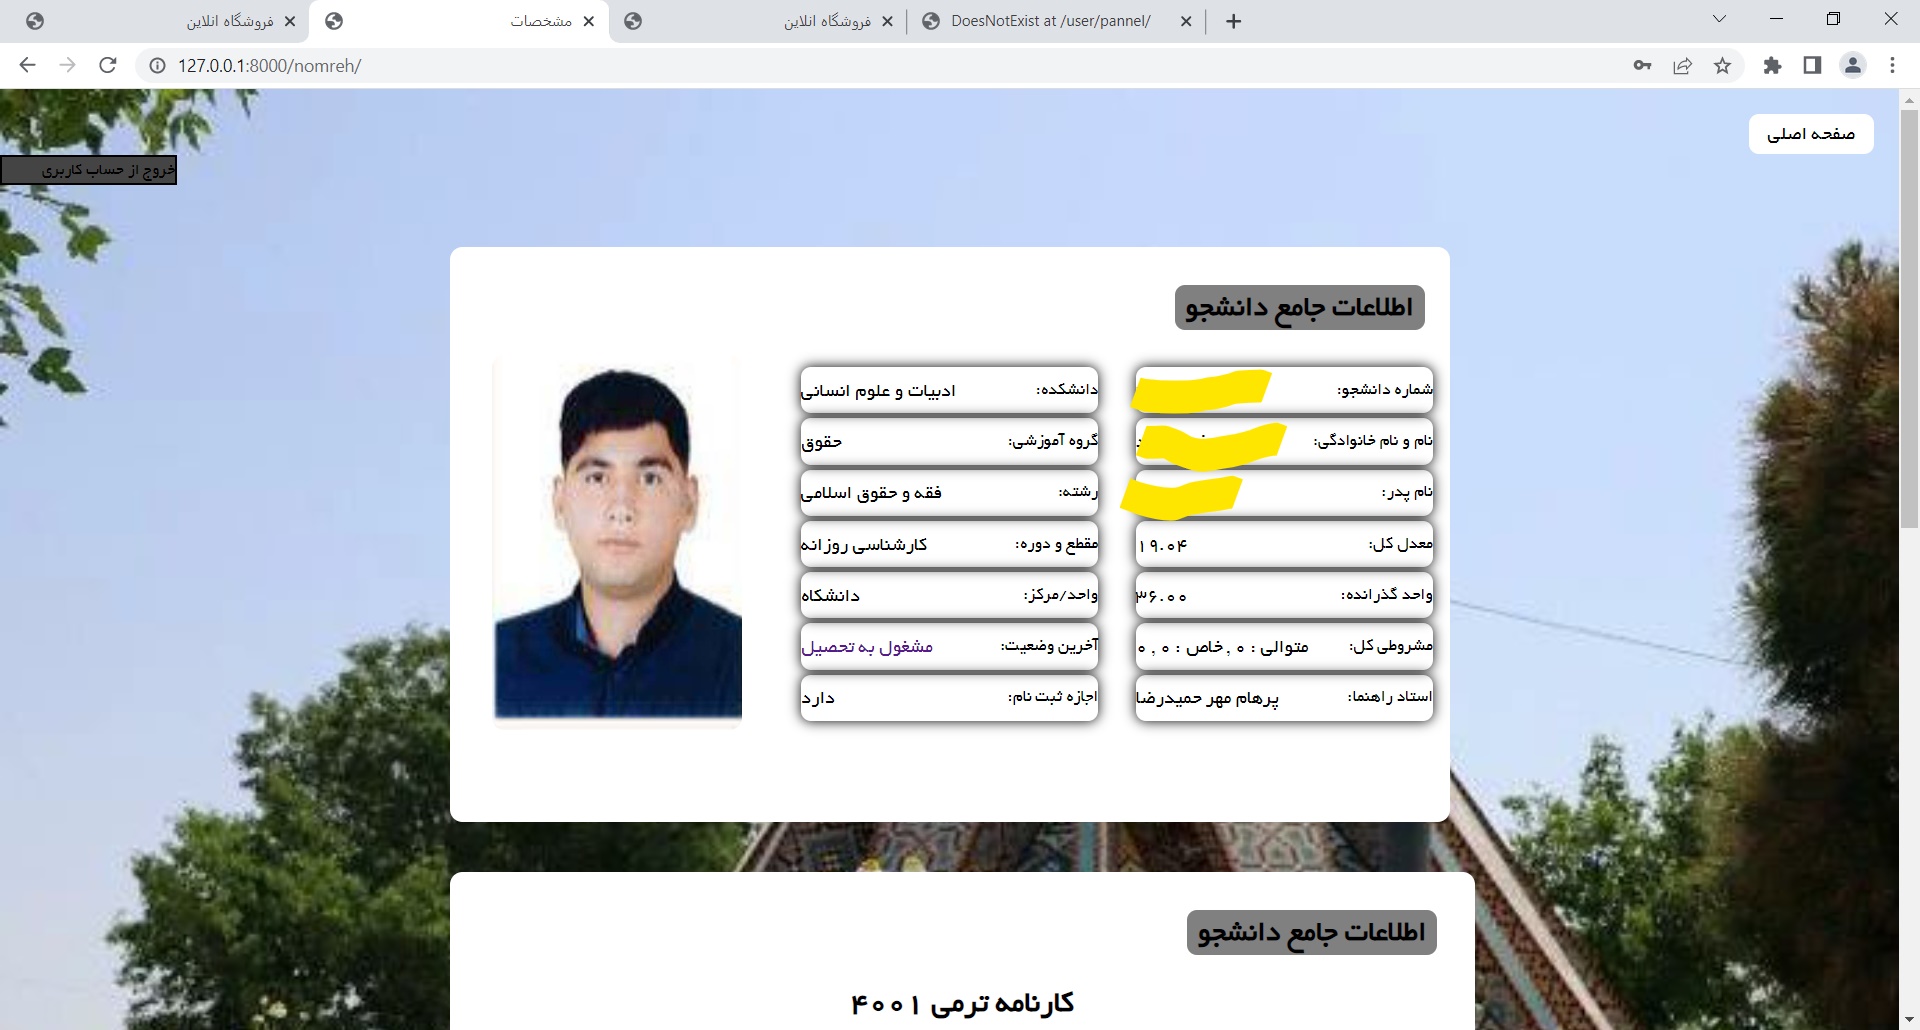 فروشگاه انلاین
مشخصات
فروشگاه انلاین
DoesNotExist at /user/pannel/
127.0.0.1:8000/nomreh/
صفحه اصلی
خروج از حساب کاربری
اطلاعات جامع دانشجو
شماره دانشجو:
نام و نام خانوادگی:
نام پدر:
معدل کل: ۱۹.۰۴
واحد گذرانده: ۳۶.۰۰
مشروطی کل: متوالی : ۰ , خاص : ۰ , ۰
استاد راهنما: پرهام مهر حمیدرضا
دانشکده: ادبیات و علوم انسانی
گروه آموزشی: حقوق
رشته: فقه و حقوق اسلامی
مقطع و دوره: کارشناسی روزانه
واحد/مرکز: دانشکاه
آخرین وضعیت: مشغول به تحصیل
اجازه ثبت نام: دارد
اطلاعات جامع دانشجو
کارنامه ترمی ۴۰۰۱